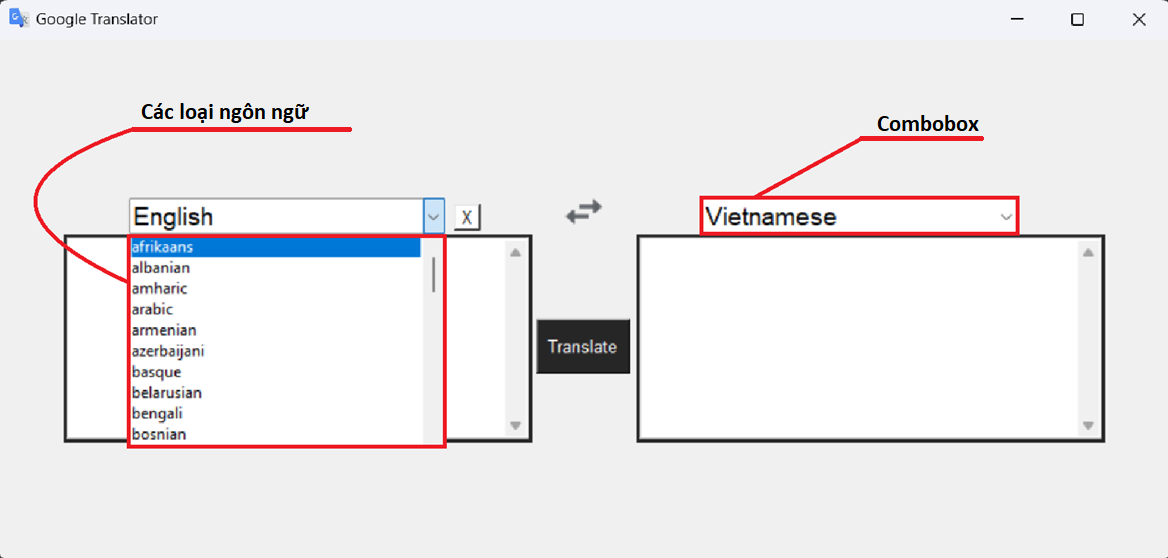 Google Translator
Các loại ngôn ngữ
Combobox
English
X
Vietnamese
afrikaans
albanian
amharic
arabic
armenian
azerbaijani
basque
belarusian
bengali
bosnian
Translate